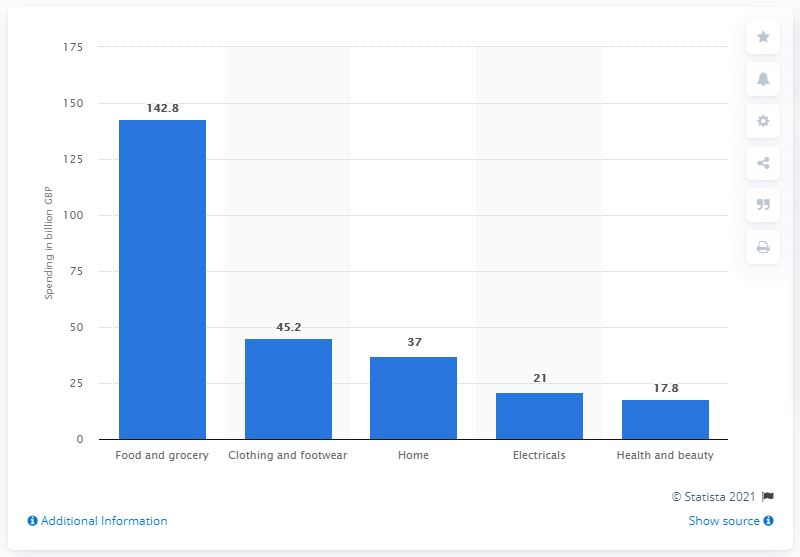 175
150
125
100
75
50
25
0
Spending in billion GBP
142.8
45.2
37
21
17.8
Food and grocery
Clothing and footwear
Home
Electricals
Health and beauty
© Statista 2021
Additional Information
Show source